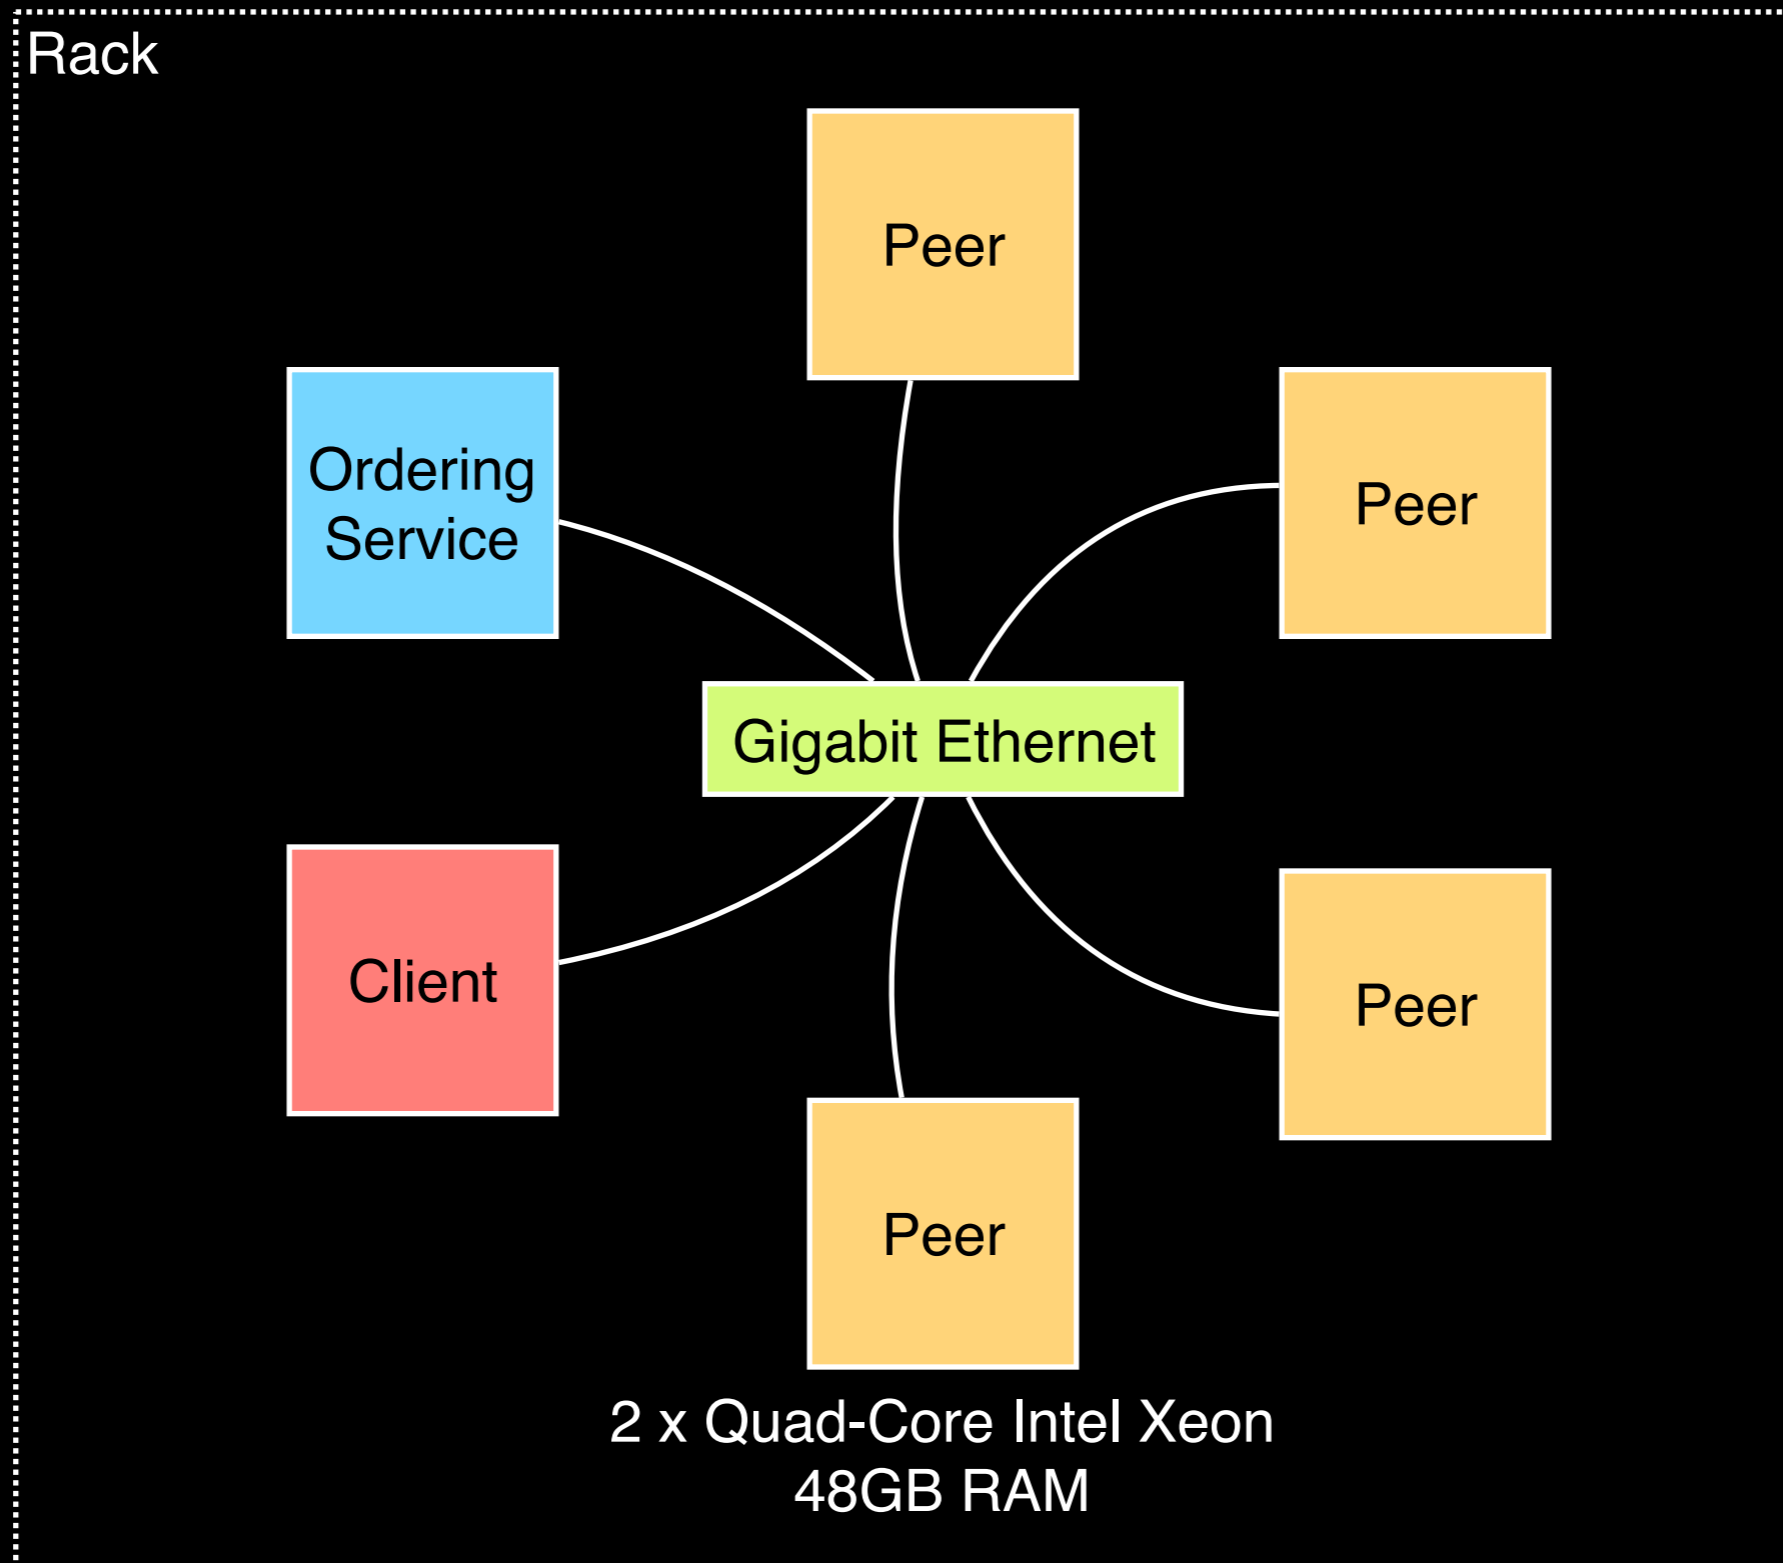 Rack
Peer
Ordering
Service
Peer
Gigabit Ethernet
Client
Peer
Peer
2 x Quad-Core Intel Xeon
48GB RAM